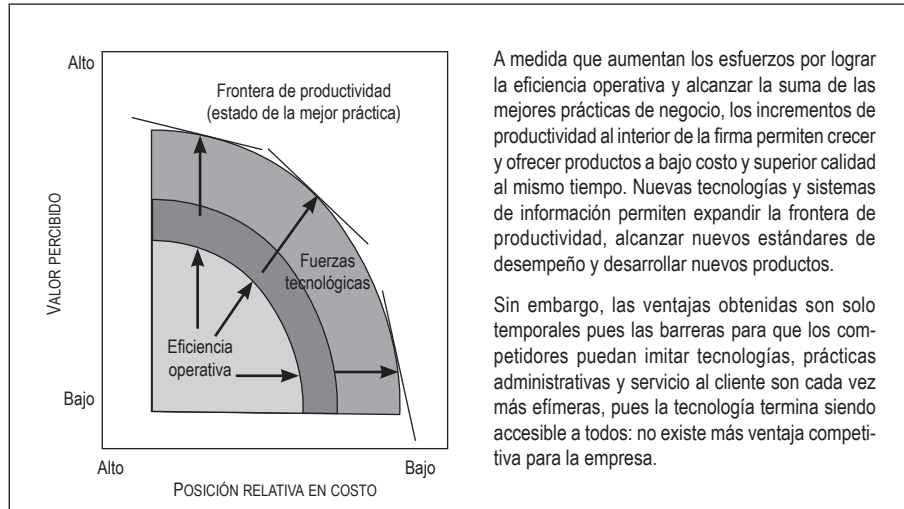 Alto
Frontera de productividad
(estado de la mejor práctica)
VALOR PERCIBIDO
Fuerzas
tecnológicas
Eficiencia
operativa
Bajo
Alto
Bajo
POSICIÓN RELATIVA EN COSTO
A medida que aumentan los esfuerzos por lograr
la eficiencia operativa y alcanzar la suma de las
mejores prácticas de negocio, los incrementos de
productividad al interior de la firma permiten crecer
y ofrecer productos a bajo costo y superior calidad
al mismo tiempo. Nuevas tecnologías y sistemas
de información permiten expandir la frontera de
productividad, alcanzar nuevos estándares de
desempeño y desarrollar nuevos productos.
Sin embargo, las ventajas obtenidas son solo
temporales pues las barreras para que los com-
petidores puedan imitar tecnologías, prácticas
administrativas y servicio al cliente son cada vez
más efímeras, pues la tecnología termina siendo
accesible a todos: no existe más ventaja competi-
tiva para la empresa.